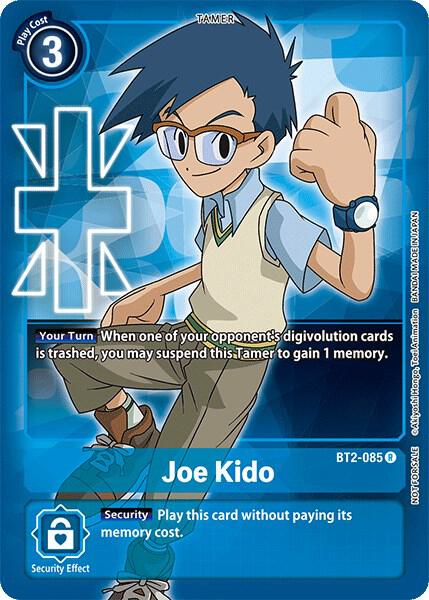 TAMER
Play Cost
3
Your Turn When one of your opponent's digivolution cards
is trashed, you may suspend this Tamer to gain 1 memory.
BT2-085 R
Joe Kido
Security Play this card without paying its
memory cost.
Security Effect
NOT FOR SALE ©Akiyoshi Hongo, Toei Animation BANDAI MADE IN JAPAN